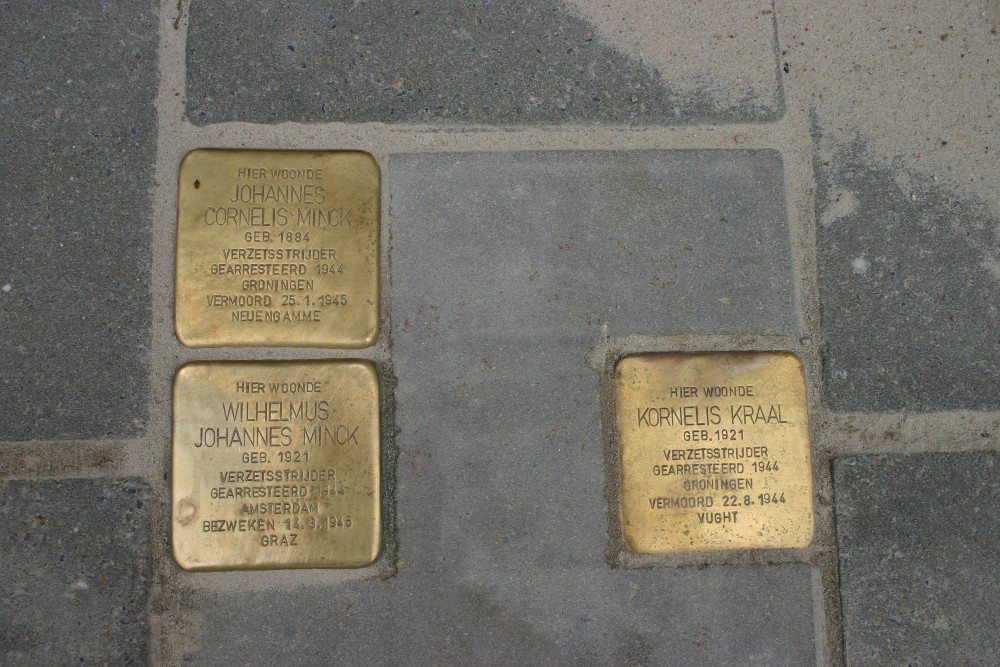 HIER WOONDE
JOHANNES
CORNELIS MINCK
GEB. 1884
VERZETSSTRIJDER
GEARRESTEERD 1944
GRONINGEN
VERMOORD 25.1.1945
NEUENGAMME
HIER WOONDE
WILHELMUS
JOHANNES MINCK
GEB. 1921
VERZETSSTRIJDER
GEARRESTEERD 1944
AMSTERDAM
BEZWEKEN 14.3.1945
GRAZ
HIER WOONDE
KORNELIS KRAAL
GEB. 1921
VERZETSSTRIJDER
GEARRESTEERD 1944
GRONINGEN
VERMOORD 22.8.1944
VUGHT